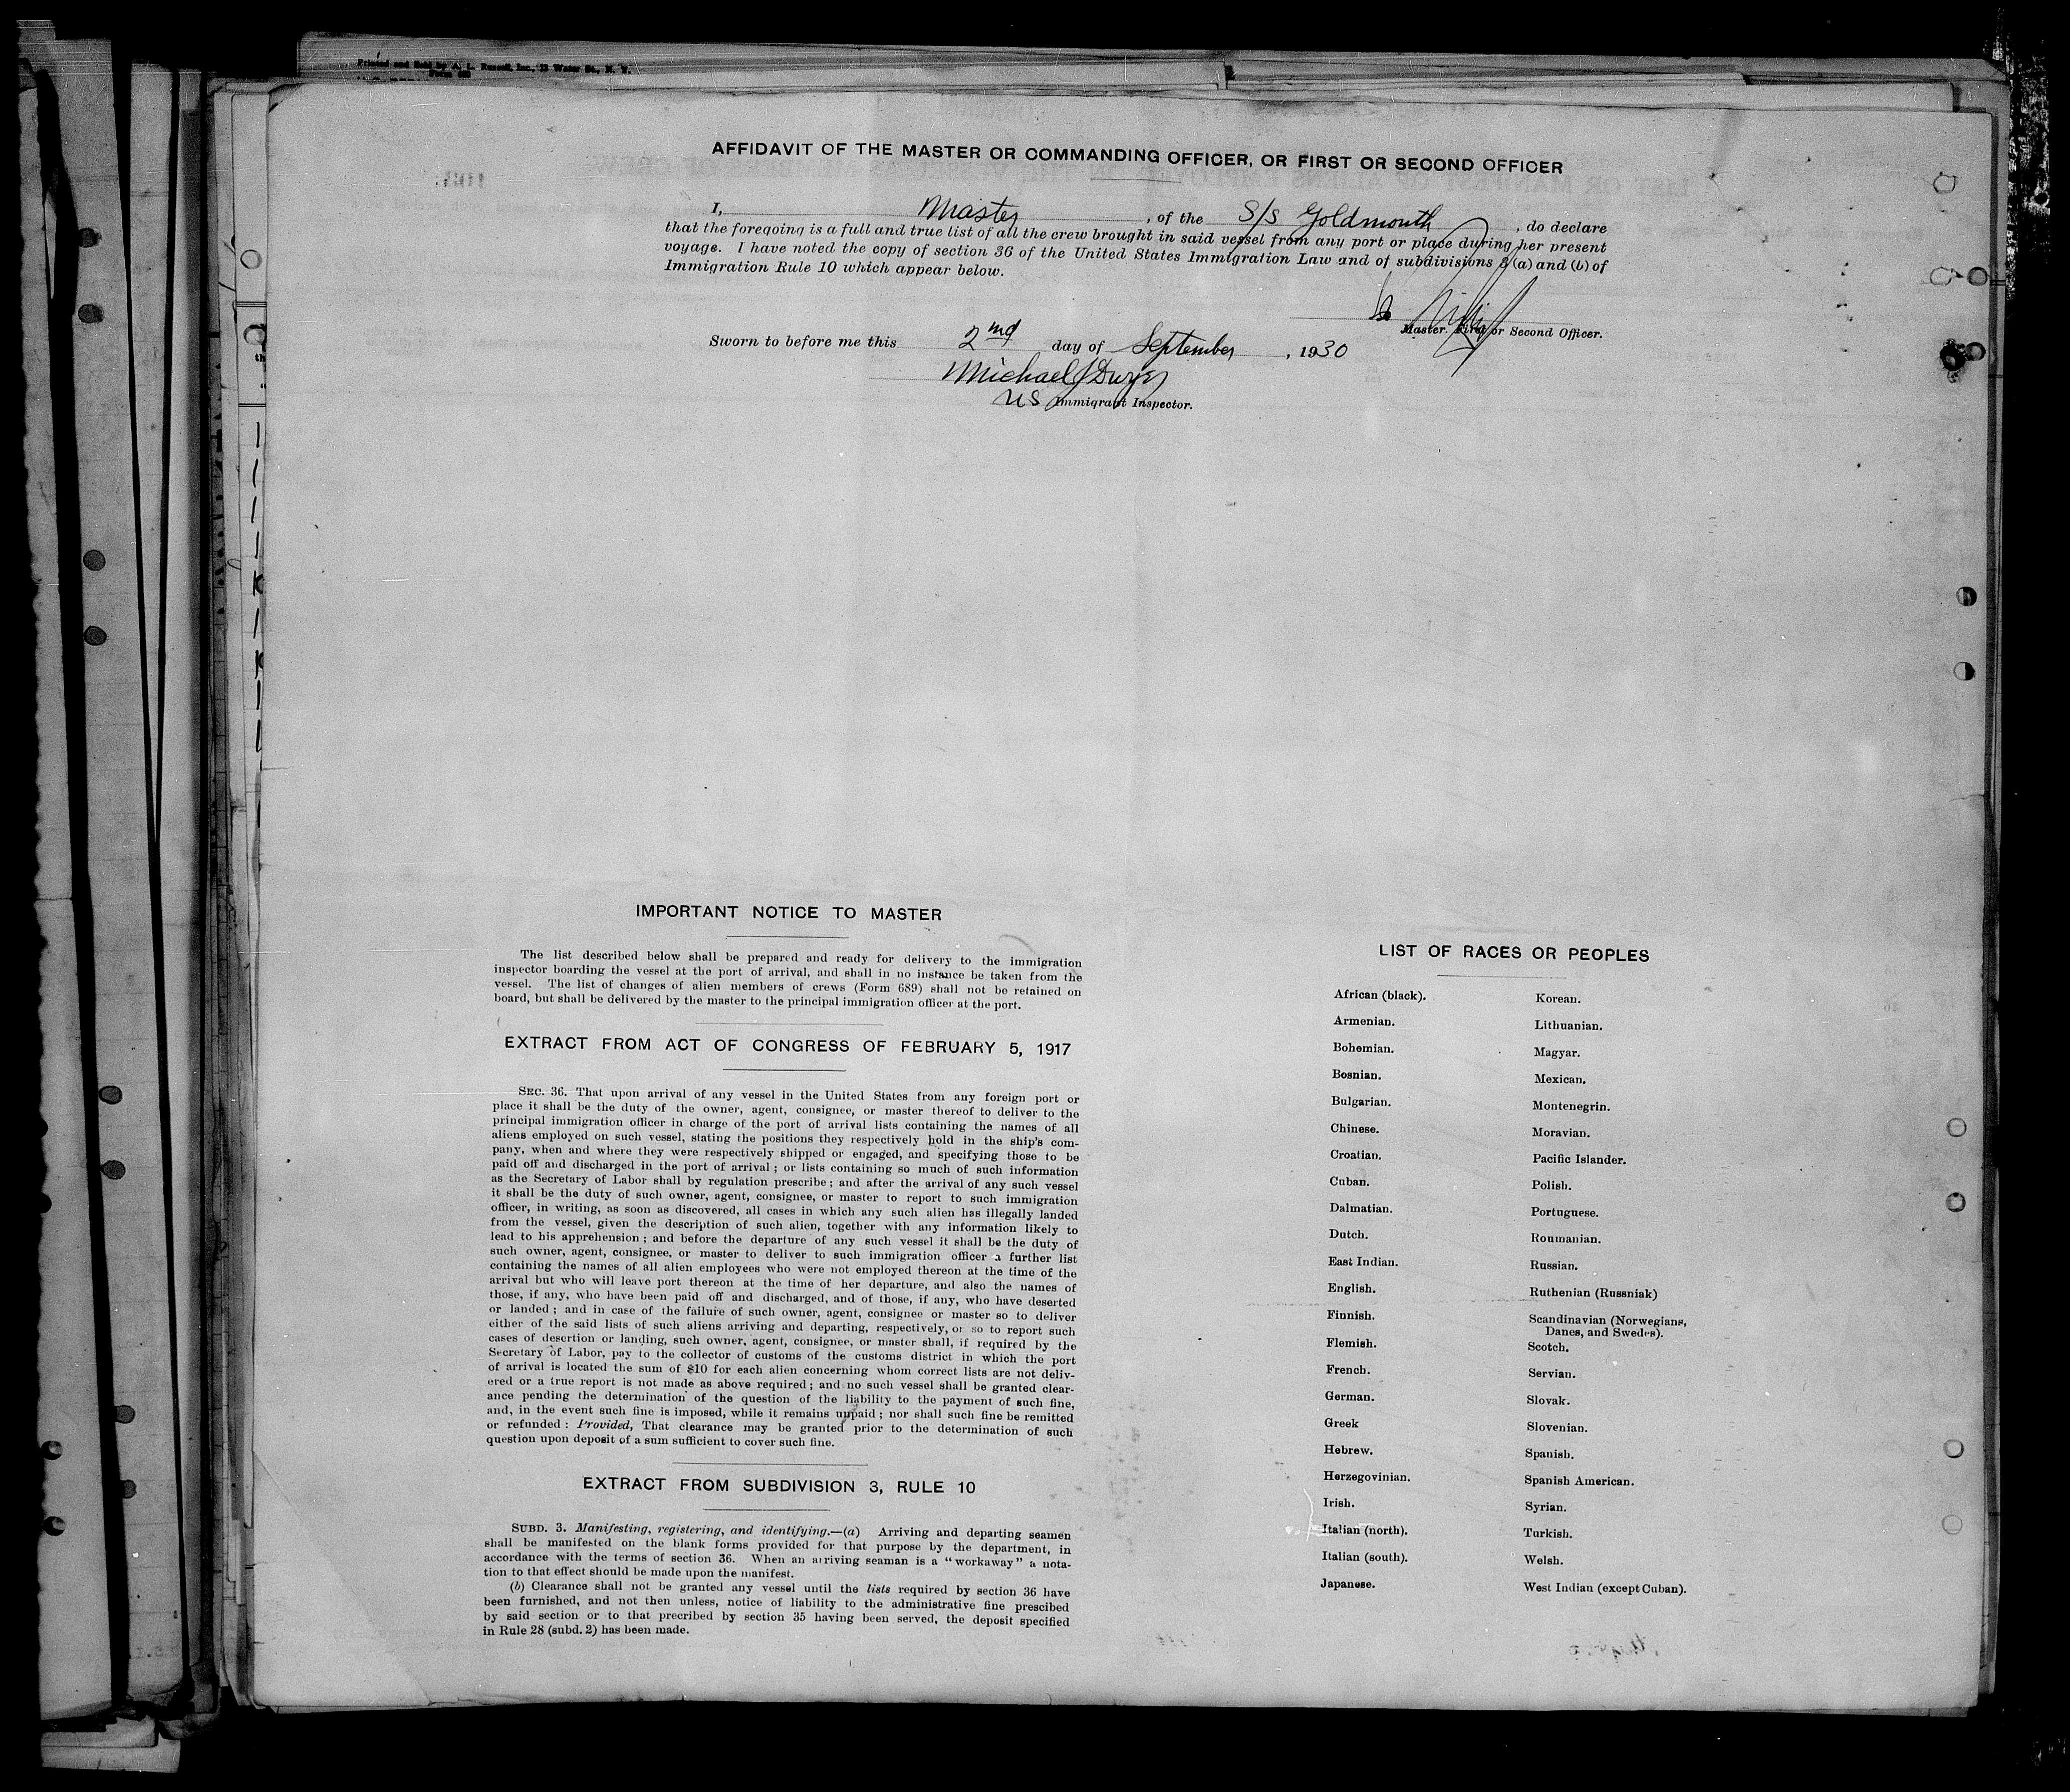 Printed and Sold by A. L. Russell, Inc., 13 Water St., N. Y.
AFFIDAVIT OF THE MASTER OR COMMANDING OFFICER, OR FIRST OR SECOND OFFICER
I, Master, of the S/S Goldmouth, do declare
that the foregoing is a full and true list of all the crew brought in said vessel from any port or place during her present
voyage. I have noted the copy of section 36 of the United States Immigration Law and of subdivisions 3 (a) and (b) of
Immigration Rule 10 which appear below.
Master. First or Second Officer.
Sworn to before me this 2nd day of September, 1930
Michael J
US Immigrant Inspector.
IMPORTANT NOTICE TO MASTER
The list described below shall be prepared and ready for delivery to the immigration
inspector boarding the vessel at the port of arrival, and shall in no instance be taken from the
vessel. The list of changes of alien members of crews (Form 689) shall not be retained on
board, but shall be delivered by the master to the principal immigration officer at the port.
EXTRACT FROM ACT OF CONGRESS OF FEBRUARY 5, 1917
SEC. 36. That upon arrival of any vessel in the United States from any foreign port or
place it shall be the duty of the owner, agent, consignee, or master thereof to deliver to the
principal immigration officer in charge of the port of arrival lists containing the names of all
aliens employed on such vessel, stating the positions they respectively hold in the ship's com-
pany, when and where they were respectively shipped or engaged, and specifying those to be
paid off and discharged in the port of arrival; or lists containing so much of such information
as the Secretary of Labor shall by regulation prescribe; and after the arrival of any such vessel
it shall be the duty of such owner, agent, consignee, or master to report to such immigration
officer, in writing, as soon as discovered, all cases in which any such alien has illegally landed
from the vessel, given the description of such alien, together with any information likely to
lead to his apprehension; and before the departure of any such vessel it shall be the duty of
such owner, agent, consignee, or master to deliver to such immigration officer a further list
containing the names of all alien employees who were not employed thereon at the time of the
arrival but who will leave port thereon at the time of her departure, and also the names of
those, if any, who have been paid off and discharged, and of those, if any, who have deserted
or landed; and in case of the failure of such owner, agent, consignee or master so to deliver
either of the said lists of such aliens arriving and departing, respectively, or so to report such
cases of desertion or landing, such owner, agent, consignee, or master shall, if required by the
Secretary of Labor, pay to the collector of customs of the customs district in which the port
of arrival is located the sum of $10 for each alien concerning whom correct lists are not deliv-
ered or a true report is not made as above required; and no such vessel shall be granted clear-
ance pending the determination of the question of the liability to the payment of such fine,
and, in the event such fine is imposed, while it remains unpaid; nor shall such fine be remitted
or refunded: Provided, That clearance may be granted prior to the determination of such
question upon deposit of a sum sufficient to cover such fine.
EXTRACT FROM SUBDIVISION 3, RULE 10
SUBD. 3. Manifesting, registering, and identifying.—(a) Arriving and departing seamen
shall be manifested on the blank forms provided for that purpose by the department, in
accordance with the terms of section 36. When an arriving seaman is a "workaway" a nota-
tion to that effect should be made upon the manifest.
(b) Clearance shall not be granted any vessel until the lists required by section 36 have
been furnished, and not then unless, notice of liability to the administrative fine prescibed
by said section or to that precribed by section 35 having been served, the deposit specified
in Rule 28 (subd. 2) has been made.
LIST OF RACES OR PEOPLES
African (black).
Armenian.
Bohemian.
Bosnian.
Bulgarian.
Chinese.
Croatian.
Cuban.
Dalmatian.
Dutch.
East Indian.
English.
Finnish.
Flemish.
French.
German.
Greek
Hebrew.
Herzegovinian.
Irish.
Italian (north).
Italian (south).
Japanese.
Korean.
Lithuanian.
Magyar.
Mexican.
Montenegrin.
Moravian.
Pacific Islander.
Polish.
Portuguese.
Roumanian.
Russian.
Ruthenian (Russniak)
Scandinavian (Norwegians,
Danes, and Swedes).
Scotch.
Servian.
Slovak.
Slovenian.
Spanish.
Spanish American.
Syrian.
Turkish.
Welsh.
West Indian (except Cuban).